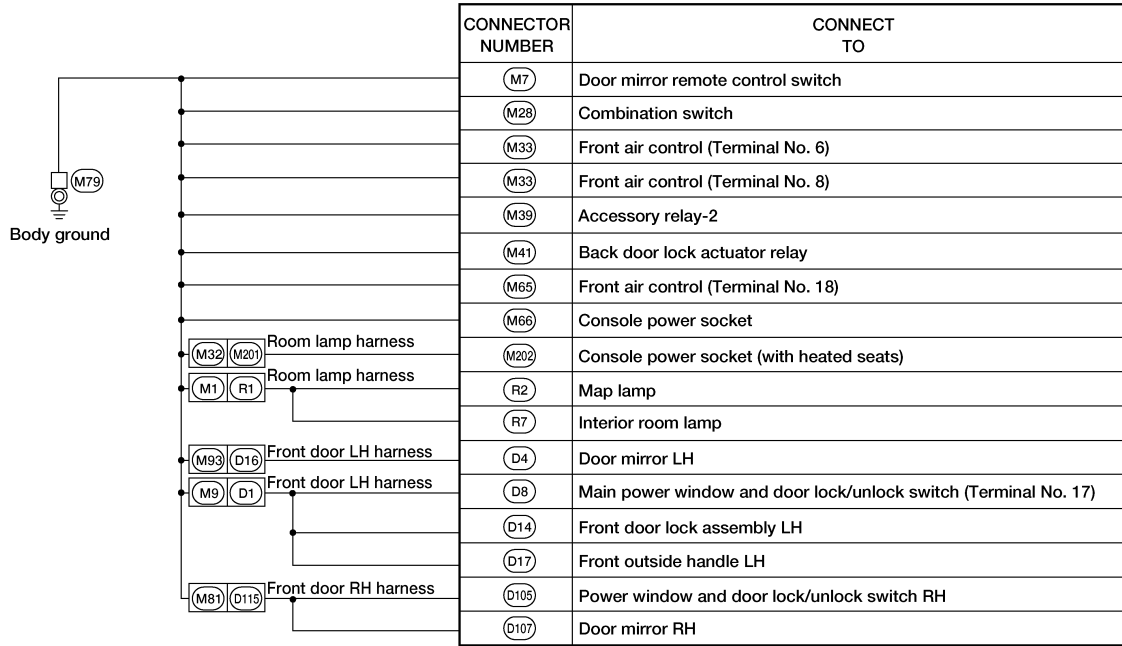 CONNECTOR NUMBER
CONNECT TO
M7 Door mirror remote control switch
M28 Combination switch
M33 Front air control (Terminal No. 6)
M79
M33 Front air control (Terminal No. 8)
M39 Accessory relay-2
Body ground
M41 Back door lock actuator relay
M65 Front air control (Terminal No. 18)
M66 Console power socket
M32 M201 Room lamp harness
M202 Console power socket (with heated seats)
M1 R1 Room lamp harness
R2 Map lamp
R7 Interior room lamp
M93 D16 Front door LH harness
D4 Door mirror LH
M9 D1 Front door LH harness
D8 Main power window and door lock/unlock switch (Terminal No. 17)
D14 Front door lock assembly LH
D17 Front outside handle LH
M81 D115 Front door RH harness
D105 Power window and door lock/unlock switch RH
D107 Door mirror RH